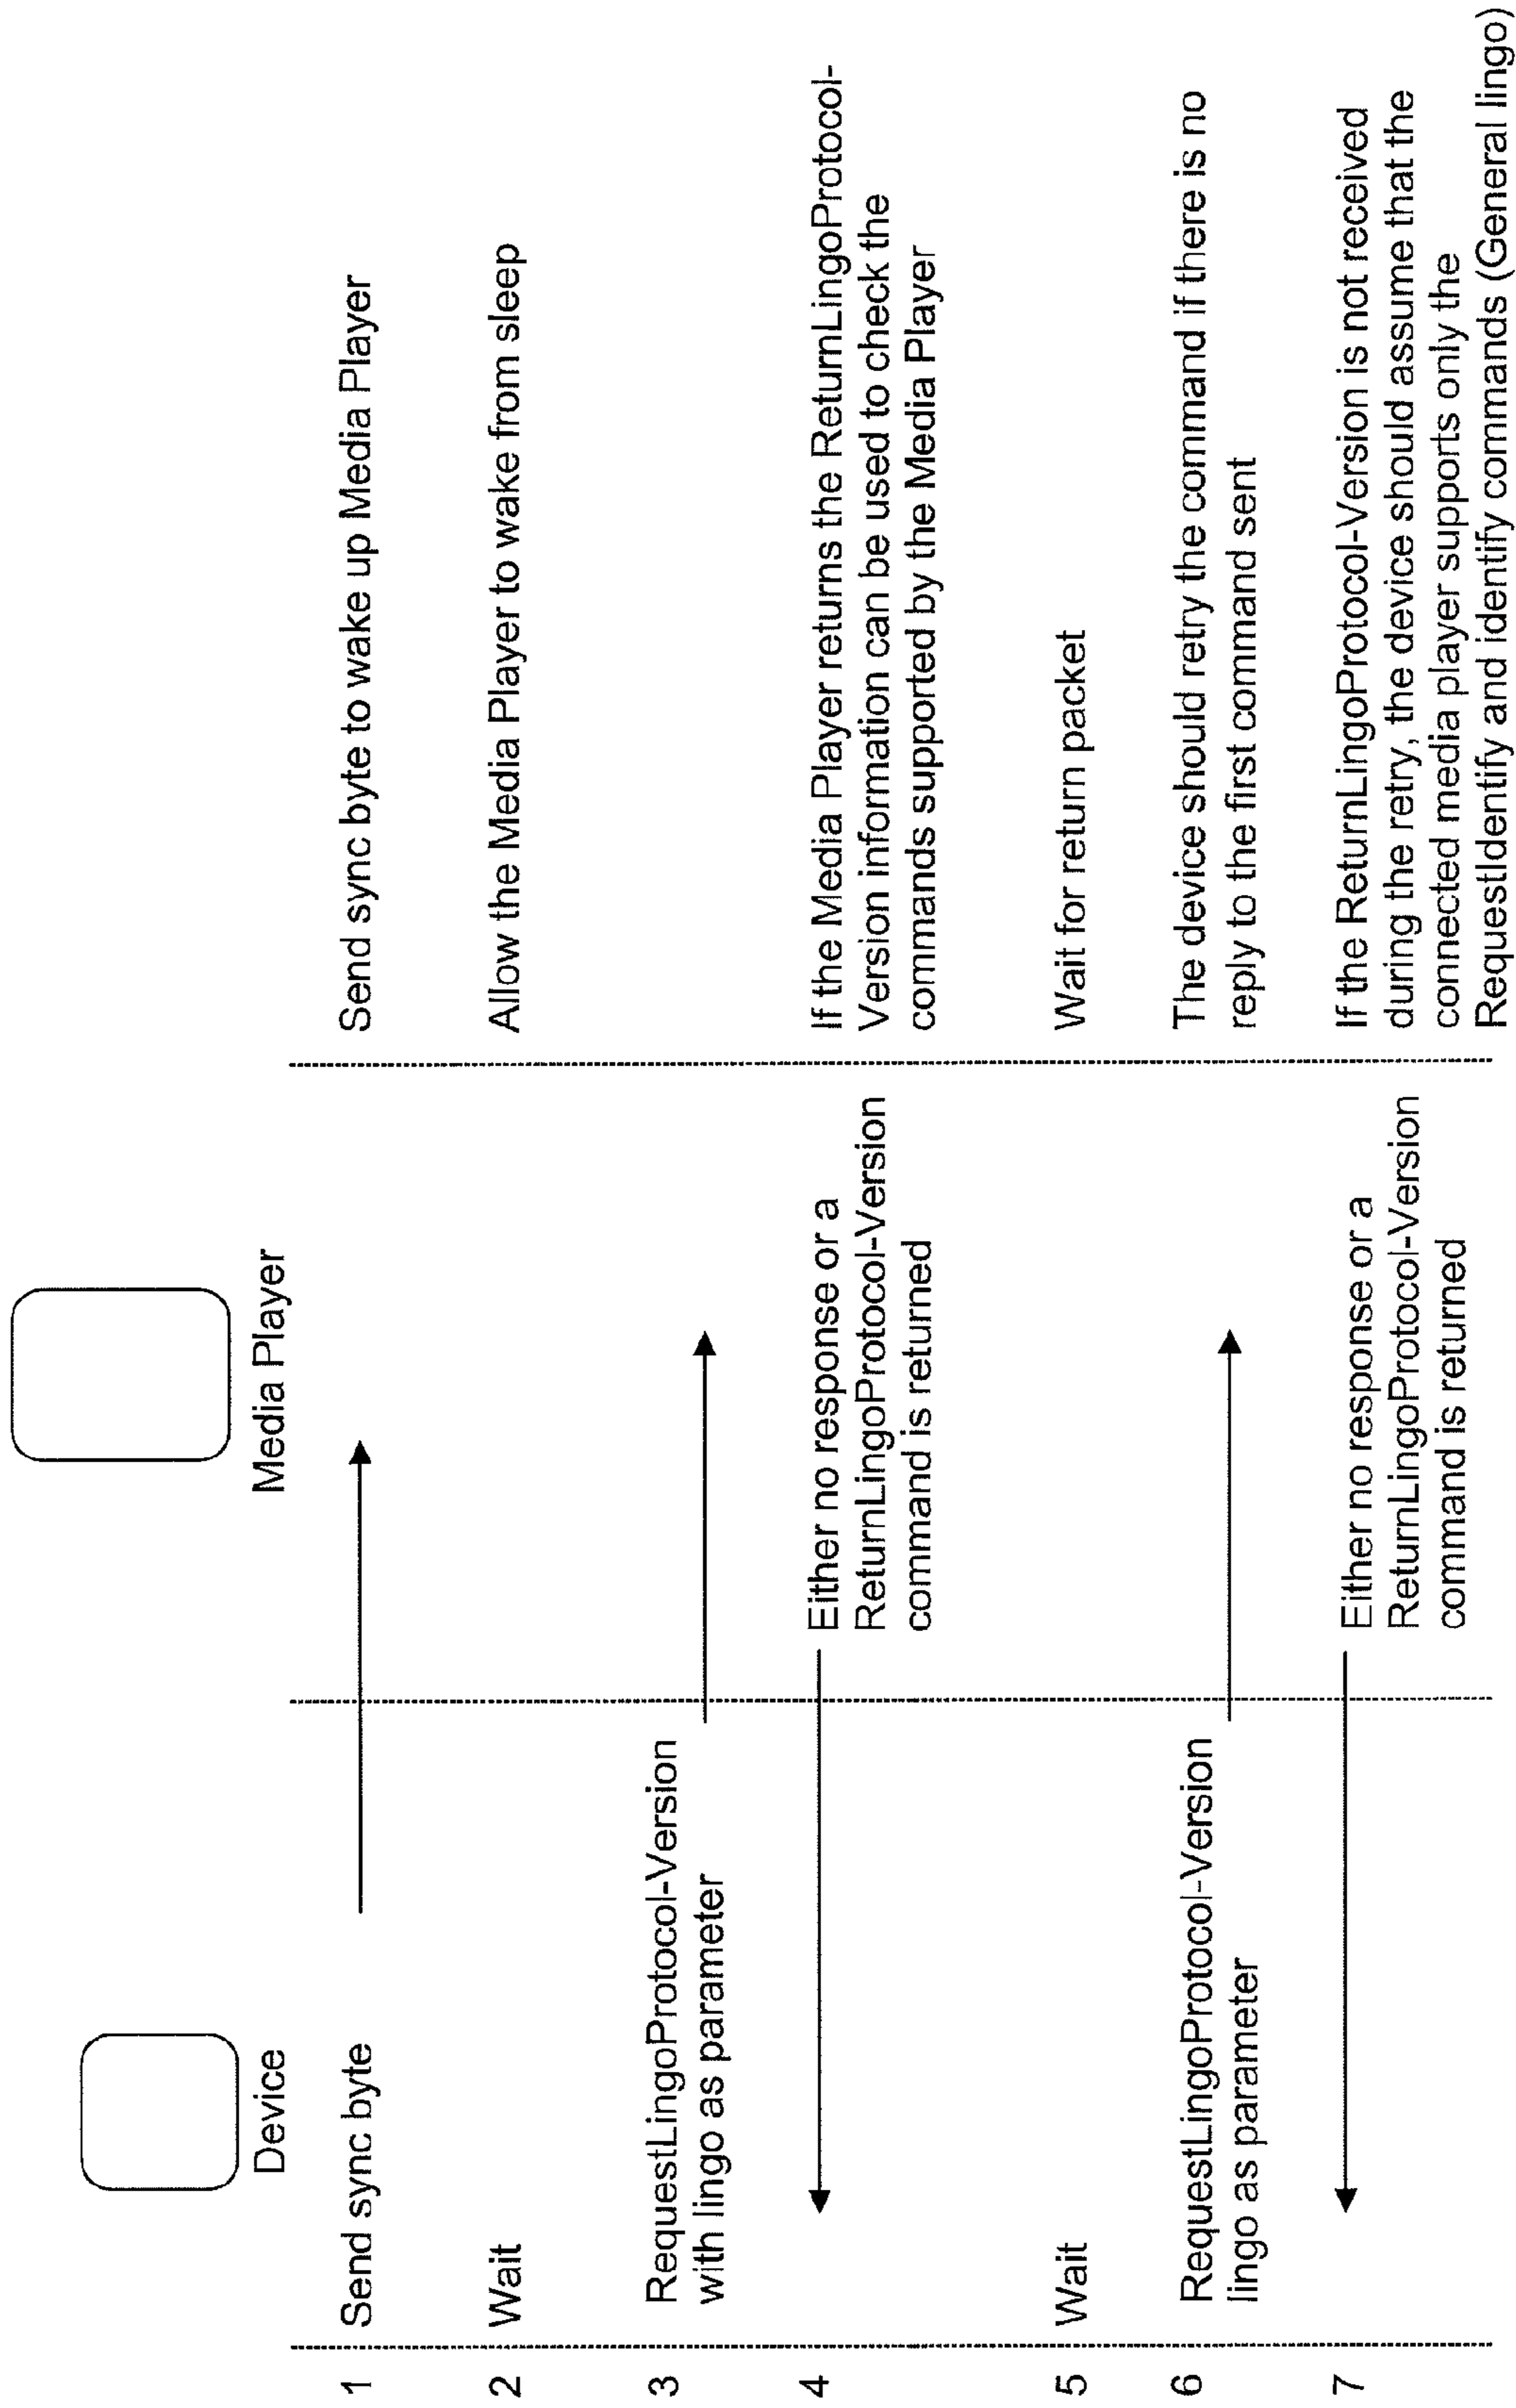 Device
Media Player
1
Send sync byte
Send sync byte to wake up Media Player
2
Wait
Allow the Media Player to wake from sleep
3
RequestLingoProtocol-Version
with lingo as parameter
4
Either no response or a
ReturnLingoProtocol-Version
command is returned
If the Media Player returns the ReturnLingoProtocol-
Version information can be used to check the
commands supported by the Media Player
5
Wait
Wait for return packet
6
RequestLingoProtocol-Version
lingo as parameter
The device should retry the command if there is no
reply to the first command sent
7
Either no response or a
ReturnLingoProtocol-Version
command is returned
If the ReturnLingoProtocol-Version is not received
during the retry, the device should assume that the
connected media player supports only the
RequestIdentify and identify commands (General lingo)